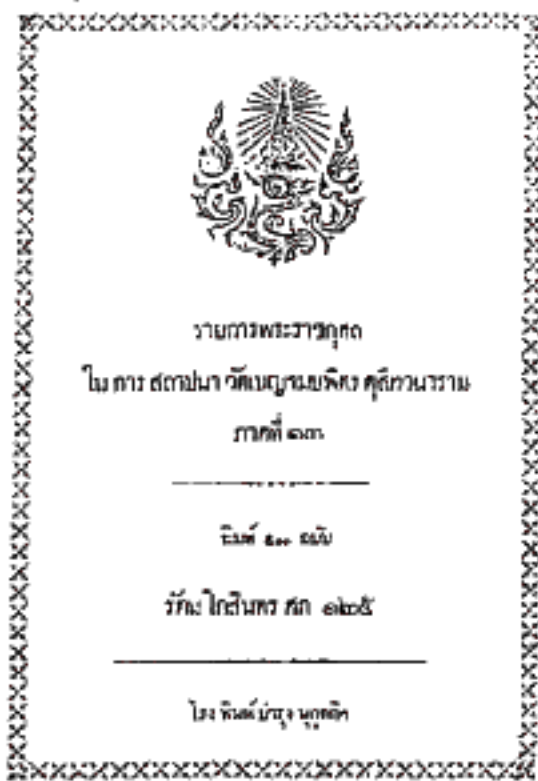 รายการพระราชกุศล
ใน การ สถาปนา วัดเบญจมบพิตร ดุสิตวนาราม
ภาคที่ ๑๓
พิมพ์ ๕๐๐ ฉบับ
รัตนโกสินทร ศก ๑๒๕
โรง พิมพ์ บำรุง นุกูลกิจ